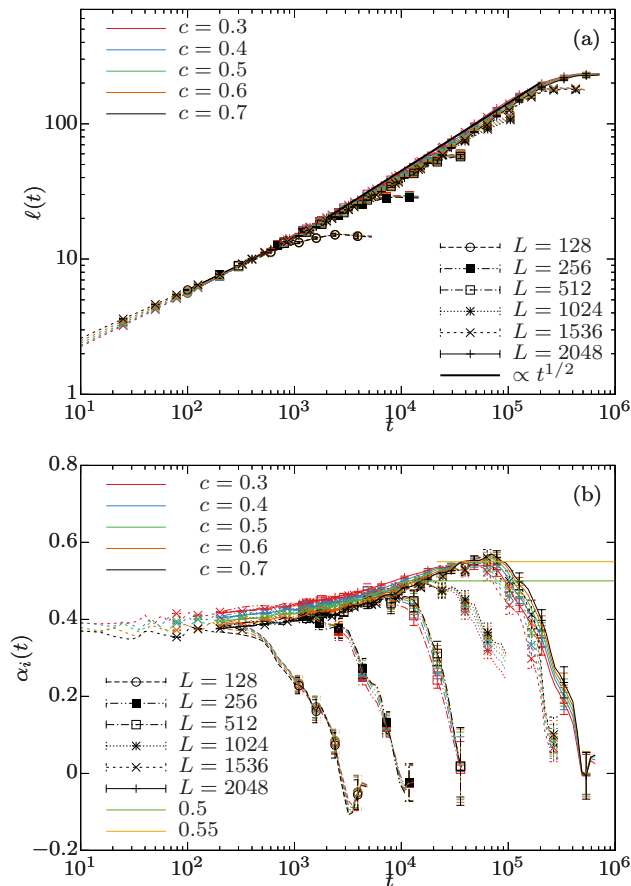 (a)
c = 0.3
c = 0.4
c = 0.5
c = 0.6
c = 0.7
100
10
1
ℓ(t)
L = 128
L = 256
L = 512
L = 1024
L = 1536
L = 2048
∝ t^{1/2}
10^1 10^2 10^3 10^4 10^5 10^6
t
(b)
c = 0.3
c = 0.4
c = 0.5
c = 0.6
c = 0.7
0.8
0.6
0.4
0.2
0
−0.2
α_i(t)
L = 128
L = 256
L = 512
L = 1024
L = 1536
L = 2048
0.5
0.55
10^1 10^2 10^3 10^4 10^5 10^6
t